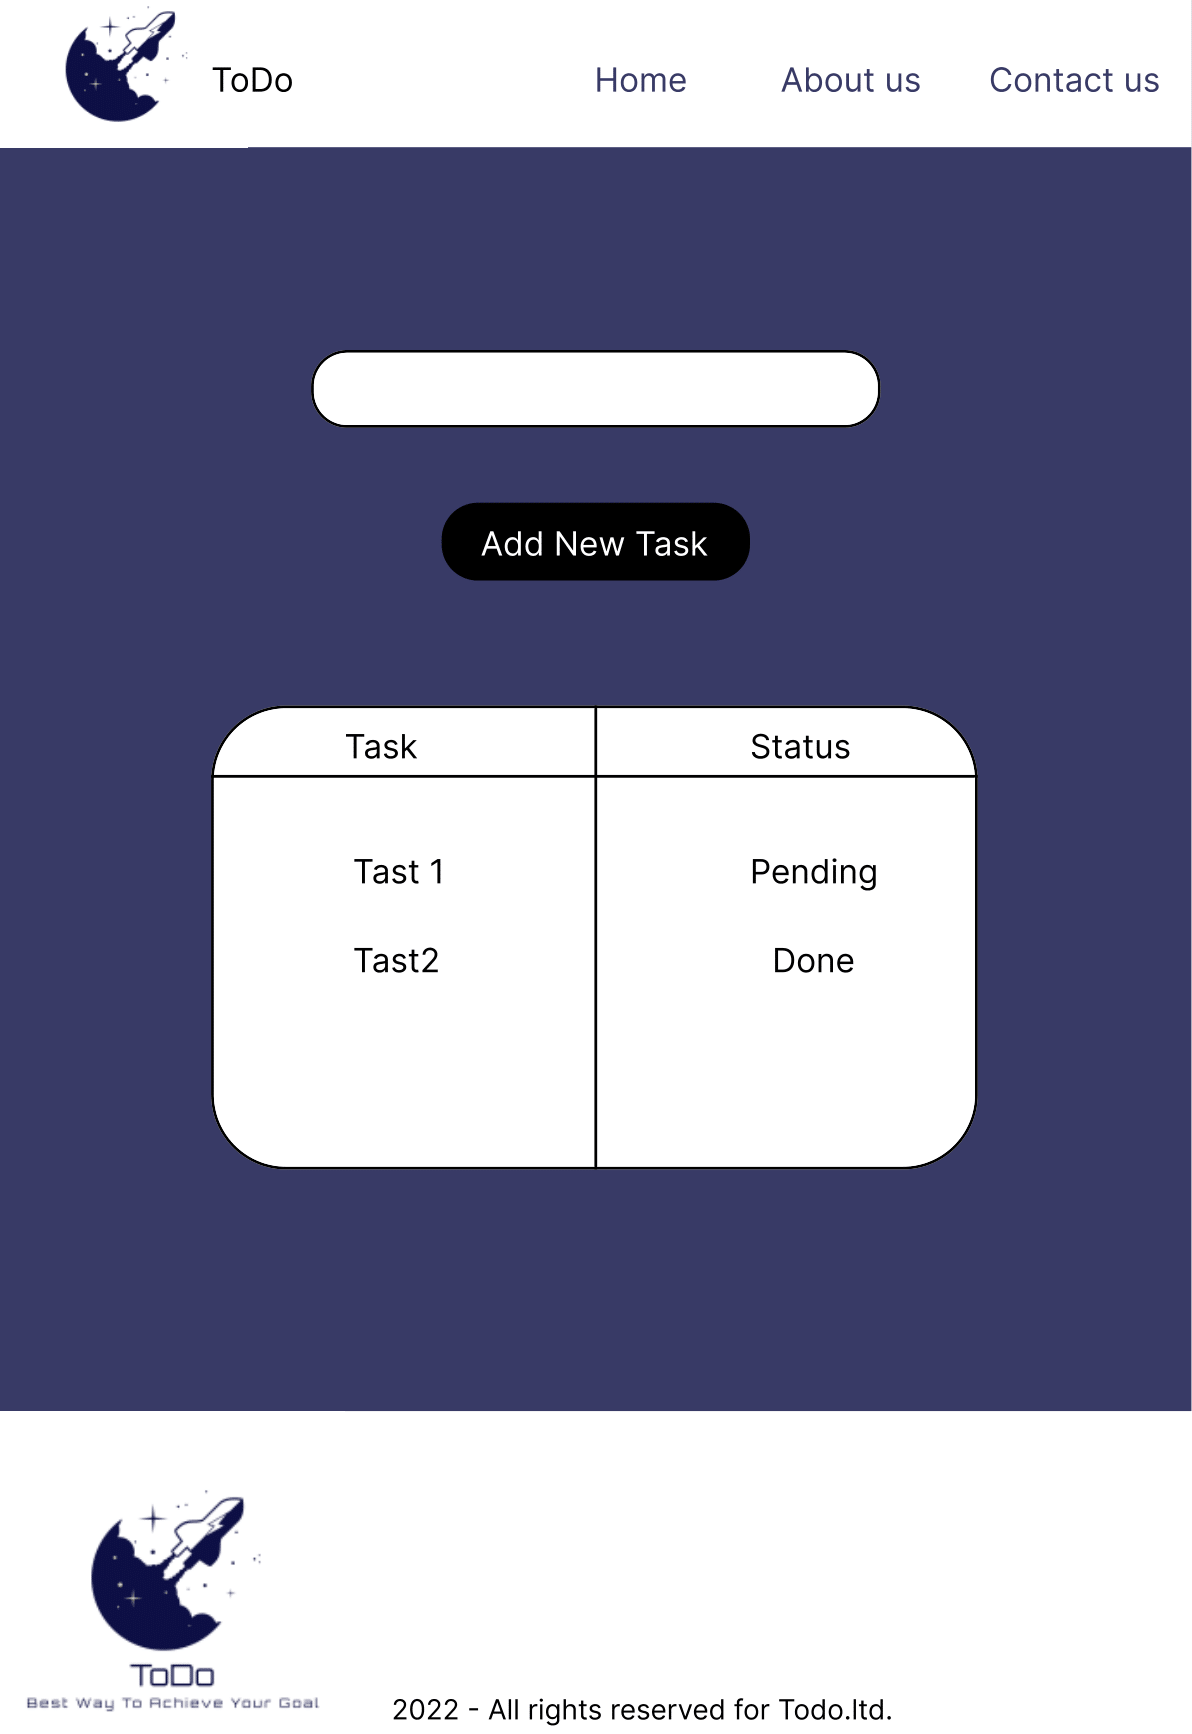 ToDo
Home
About us
Contact us
Add New Task
Task
Status
Tast 1
Pending
Tast2
Done
ToDo
Best Way To Achieve Your Goal
2022 - All rights reserved for Todo.ltd.